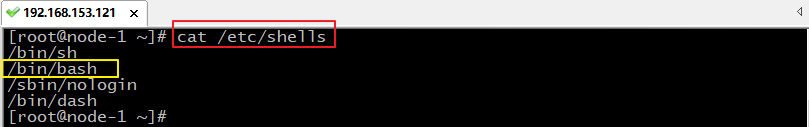 192.168.153.121
[root@node-1 ~]# cat /etc/shells
/bin/sh
/bin/bash
/sbin/nologin
/bin/dash
[root@node-1 ~]#